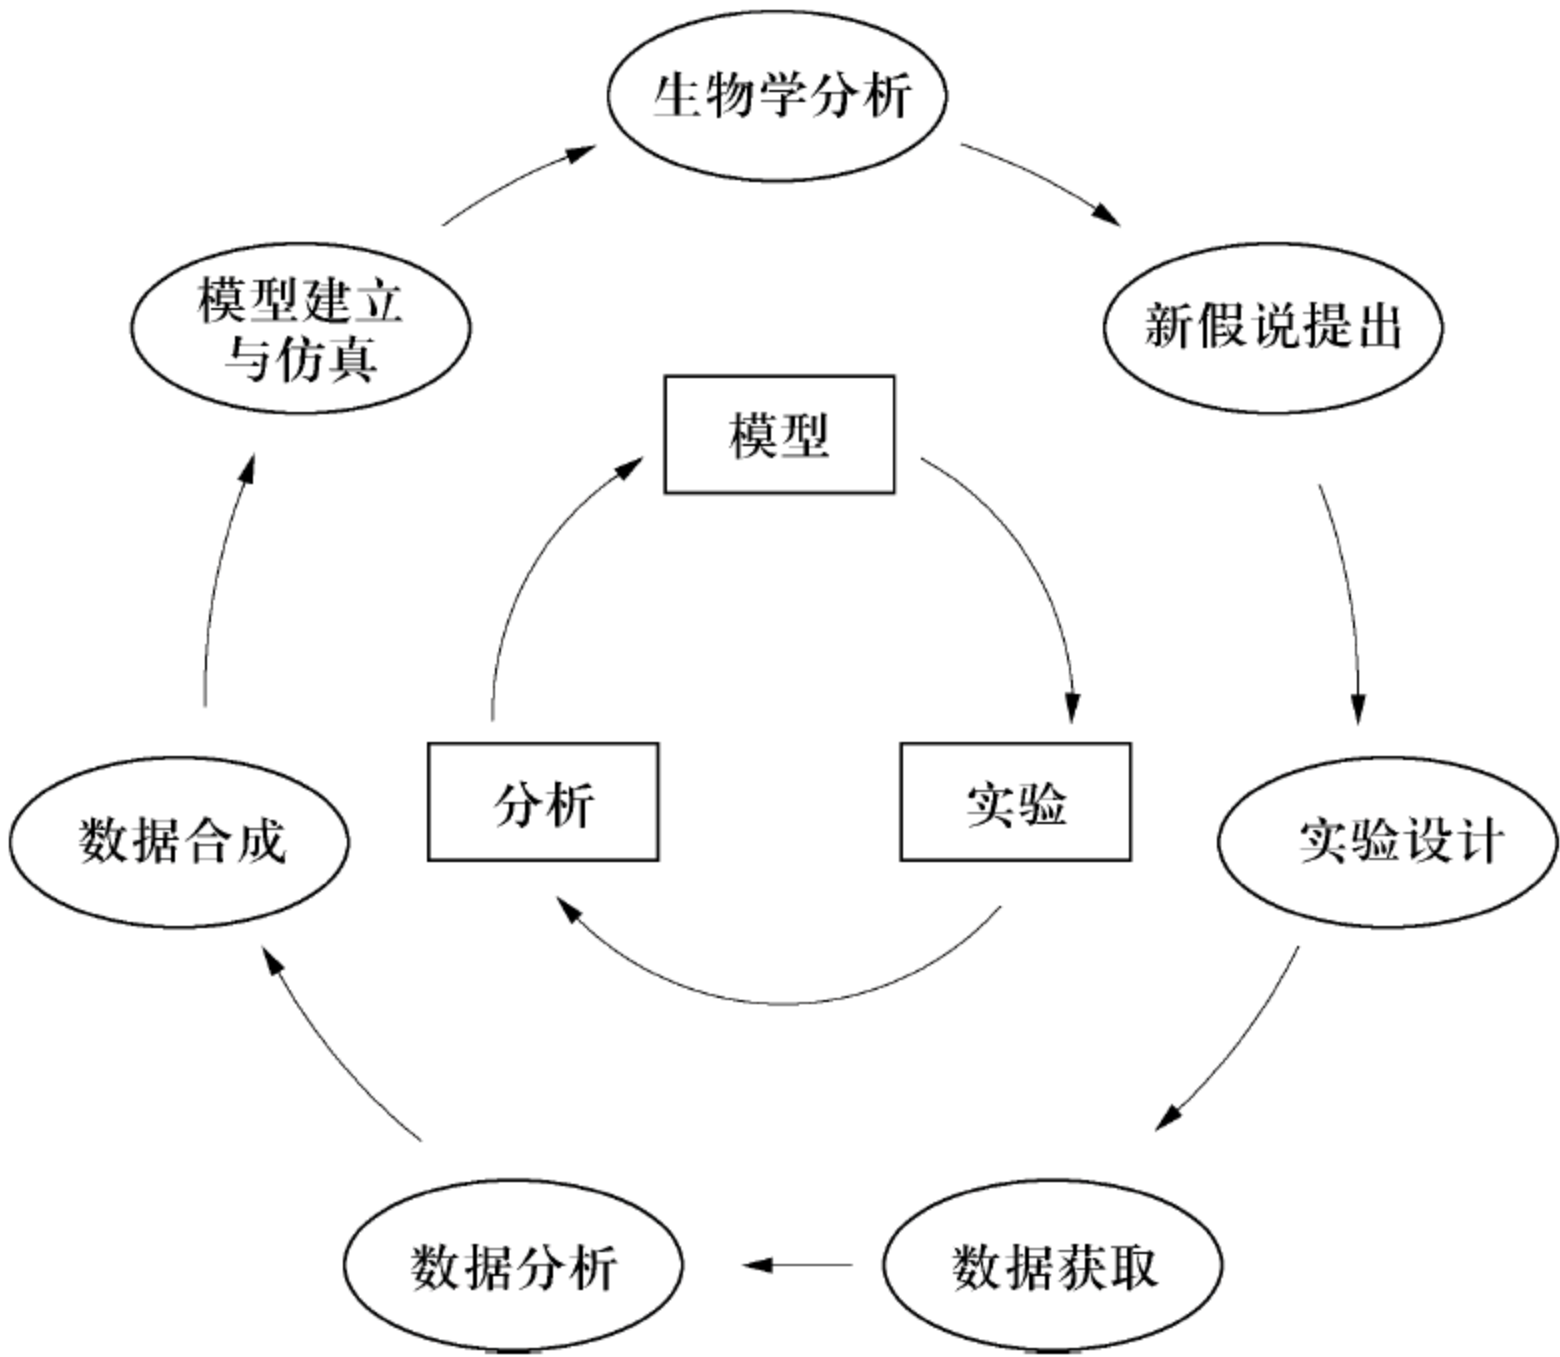 生物学分析
模型建立
与仿真
新假说提出
模型
分析
实验
数据合成
实验设计
数据分析
数据获取